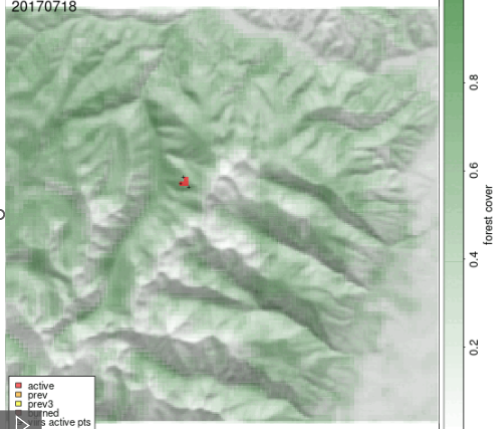 20170718
0.8
0.6
forest cover
0.4
0.2
active
prev
prev3
burned
active pts